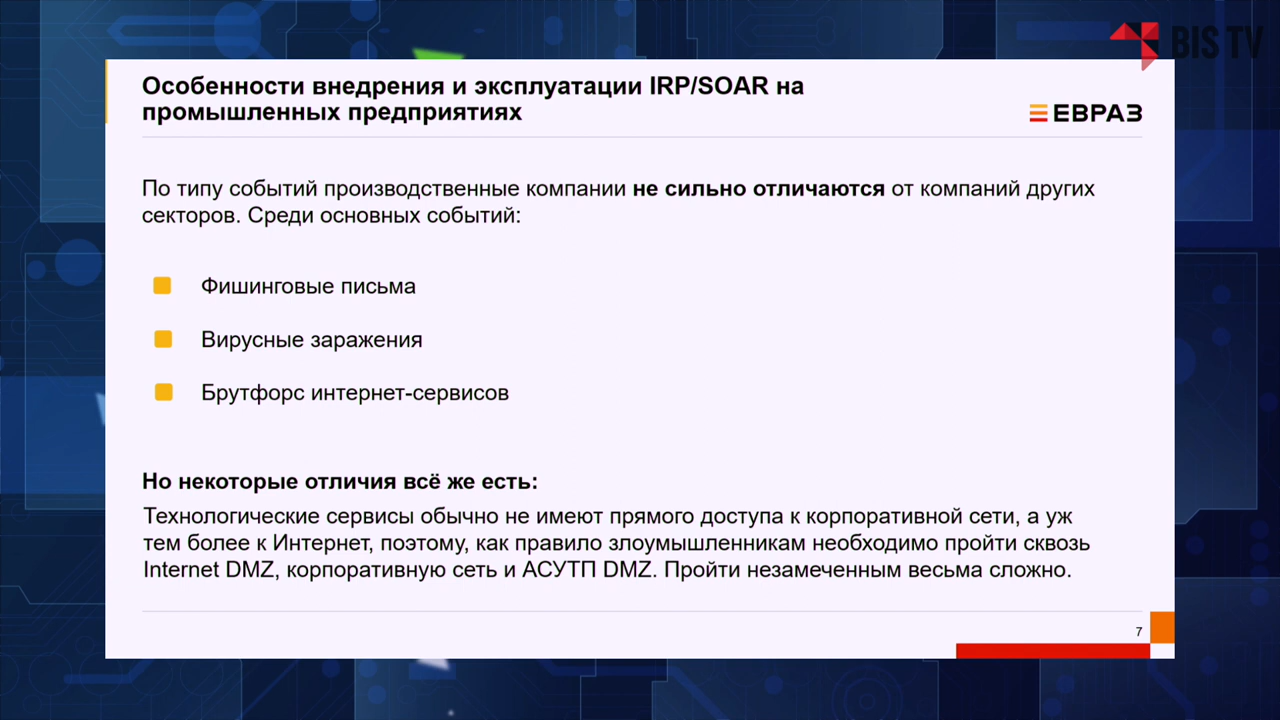 BIS TV
Особенности внедрения и эксплуатации IRP/SOAR на
промышленных предприятиях
ЕВРАЗ
По типу событий производственные компании не сильно отличаются от компаний других
секторов. Среди основных событий:
Фишинговые письма
Вирусные заражения
Брутфорс интернет-сервисов
Но некоторые отличия всё же есть:
Технологические сервисы обычно не имеют прямого доступа к корпоративной сети, а уж
тем более к Интернет, поэтому, как правило злоумышленникам необходимо пройти сквозь
Internet DMZ, корпоративную сеть и АСУТП DMZ. Пройти незамеченным весьма сложно.
7